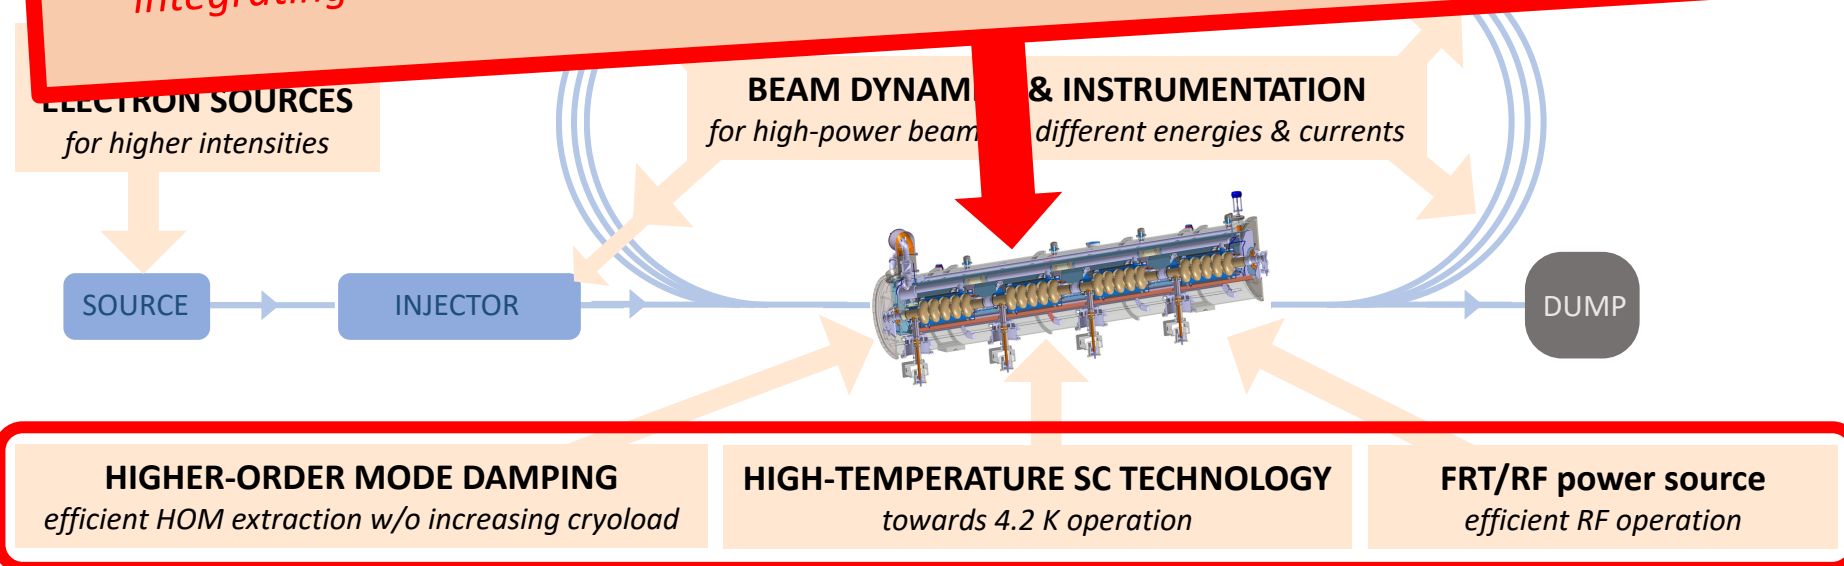 integrating
ELECTRON SOURCES
for higher intensities
BEAM DYNAM & INSTRUMENTATION
for high-power beam different energies & currents
SOURCE
INJECTOR
DUMP
HIGHER-ORDER MODE DAMPING
efficient HOM extraction w/o increasing cryoload
HIGH-TEMPERATURE SC TECHNOLOGY
towards 4.2 K operation
FRT/RF power source
efficient RF operation